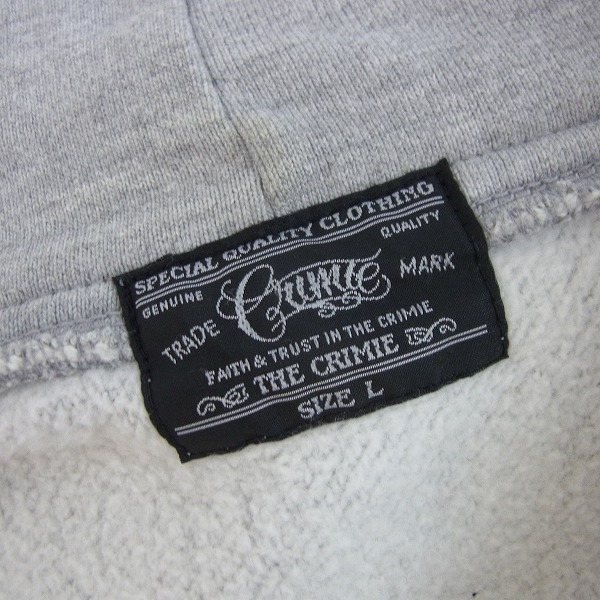 SPECIAL QUALITY CLOTHING
GENUINE QUALITY
TRADE Crimie MARK
FAITH & TRUST IN THE CRIMIE
THE CRIMIE
SIZE L